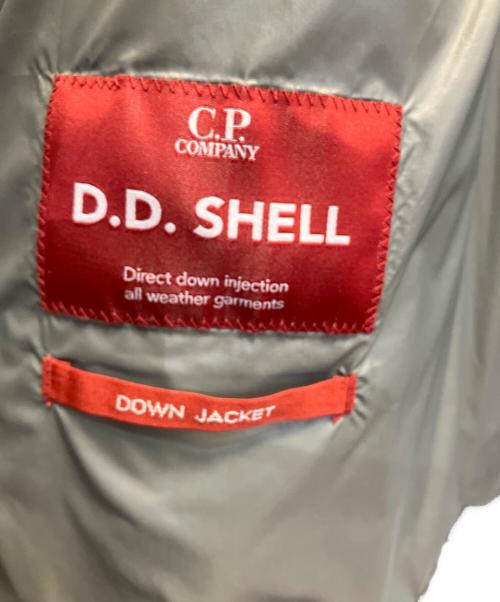 C.P.
COMPANY
D.D. SHELL
Direct down injection
all weather garments
DOWN JACKET